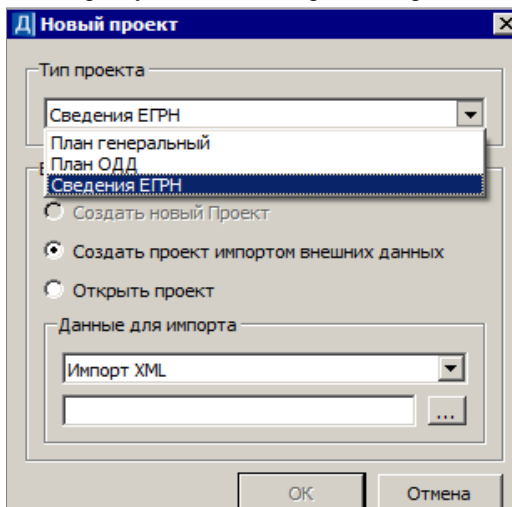 Д Новый проект
Тип проекта
Сведения ЕГРН
План генеральный
План ОДД
Сведения ЕГРН
Создать новый Проект
Создать проект импортом внешних данных
Открыть проект
Данные для импорта
Импорт XML
...
ОК
Отмена